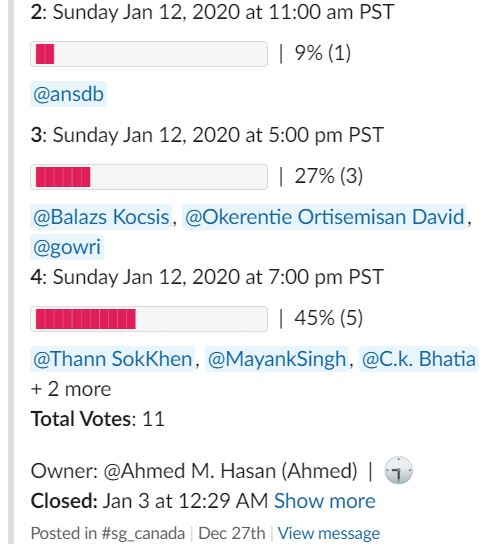 2: Sunday Jan 12, 2020 at 11:00 am PST
| 9% (1)
@ansdb
3: Sunday Jan 12, 2020 at 5:00 pm PST
| 27% (3)
@Balazs Kocsis, @Okerentie Ortisemisan David,
@gowri
4: Sunday Jan 12, 2020 at 7:00 pm PST
| 45% (5)
@Thann SokKhen, @MayankSingh, @C.k. Bhatia
+ 2 more
Total Votes: 11
Owner: @Ahmed M. Hasan (Ahmed) |
Closed: Jan 3 at 12:29 AM Show more
Posted in #sg_canada | Dec 27th | View message